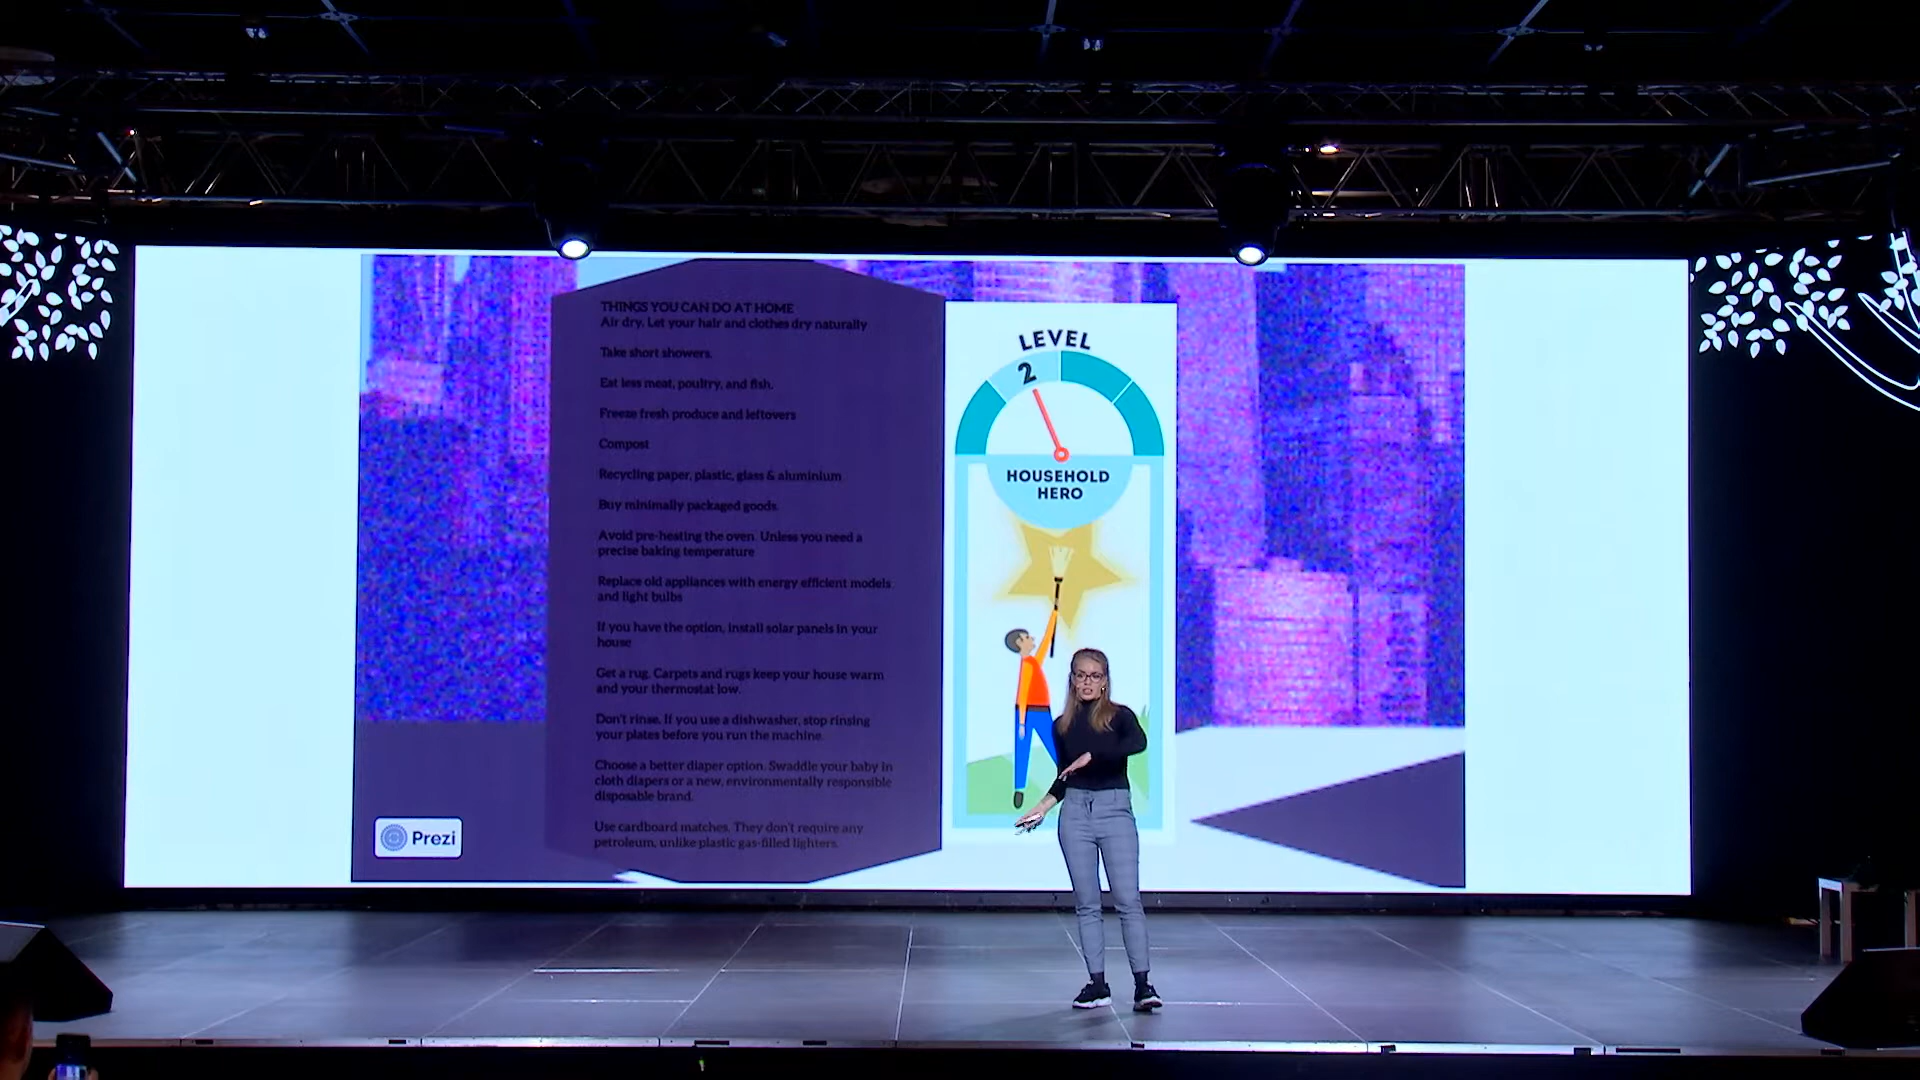 THINGS YOU CAN DO AT HOME
Air dry. Let your hair and clothes dry naturally
Take short showers.
Eat less meat, poultry, and fish.
Freeze fresh produce and leftovers
Compost
Recycling paper, plastic, glass & aluminium
Buy minimally packaged goods.
Avoid pre-heating the oven. Unless you need a
precise baking temperature
Replace old appliances with energy efficient models
and light bulbs
If you have the option, install solar panels in your
house
Get a rug. Carpets and rugs keep your house warm
and your thermostat low.
Don't rinse. If you use a dishwasher, stop rinsing
your plates before you run the machine.
Choose a better diaper option. Swaddle your baby in
cloth diapers or a new, environmentally responsible
disposable brand.
Use cardboard matches. They don't require any
petroleum, unlike plastic gas-filled lighters.
LEVEL
2
HOUSEHOLD
HERO
Prezi